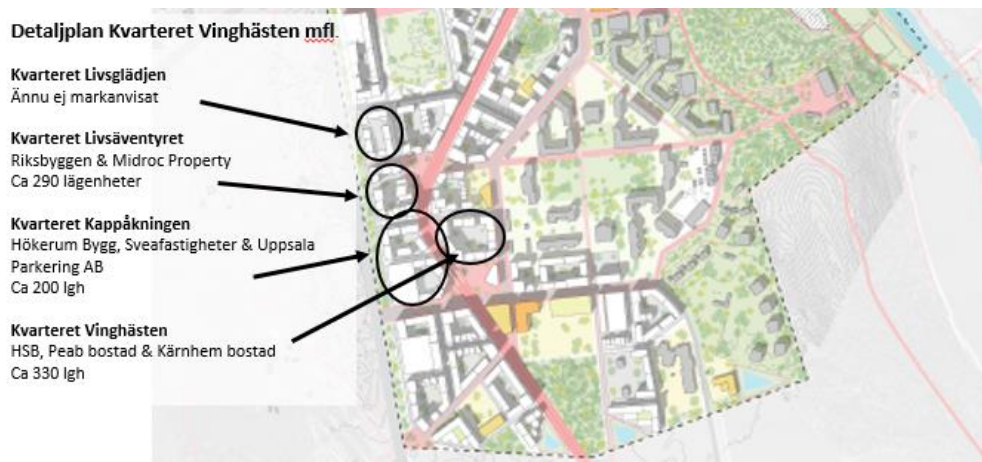 Detaljplan Kvarteret Vinghästen mfl.
Kvarteret Livsglädjen
Ännu ej markanvisat
Kvarteret Livsäventyret
Riksbyggen & Midroc Property
Ca 290 lägenheter
Kvarteret Kappåkningen
Hökerum Bygg, Sveafastigheter & Uppsala
Parkering AB
Ca 200 lgh
Kvarteret Vinghästen
HSB, Peab bostad & Kärnhem bostad
Ca 330 lgh